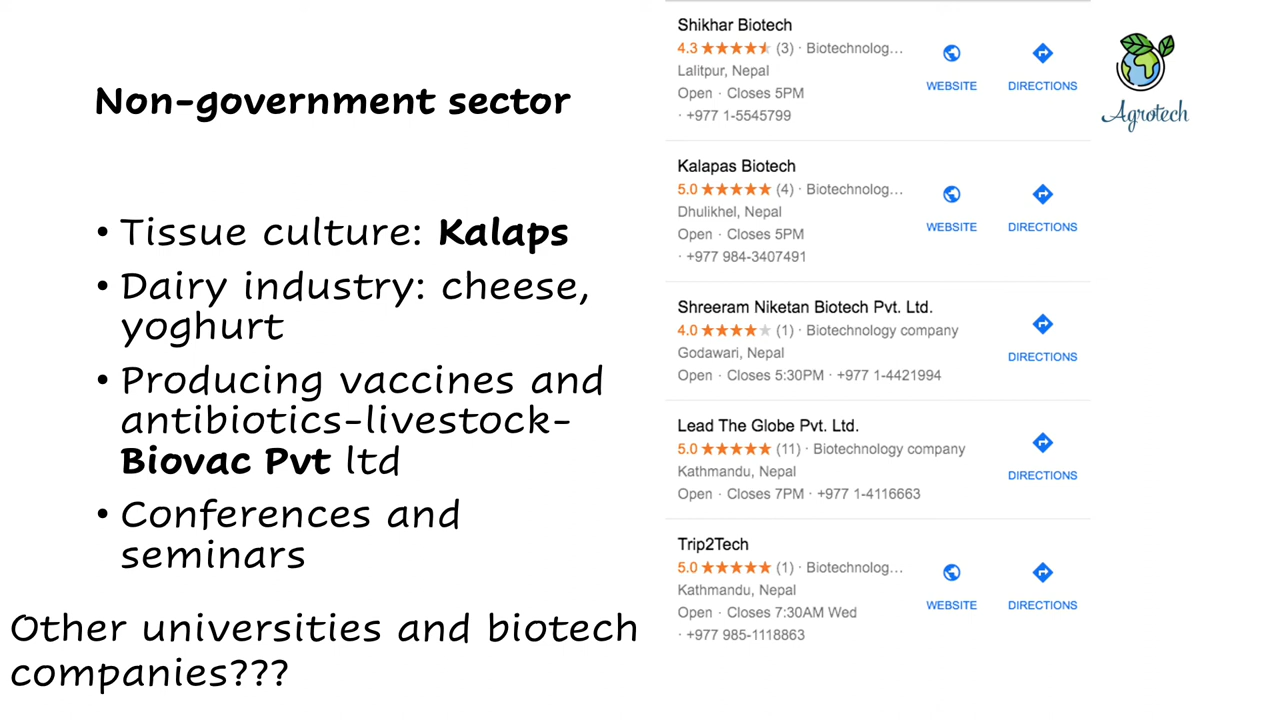 Non-government sector
• Tissue culture: Kalaps
• Dairy industry: cheese,
yoghurt
• Producing vaccines and
antibiotics-livestock-
Biovac Pvt ltd
• Conferences and
seminars
Other universities and biotech
companies???
Shikhar Biotech
4.3 ★★★★★ (3) · Biotechnolog...
Lalitpur, Nepal
Open · Closes 5PM
· +977 1-5545799
WEBSITE
DIRECTIONS
Kalapas Biotech
5.0 ★★★★★ (4) · Biotechnolog...
Dhulikhel, Nepal
Open · Closes 5PM
· +977 984-3407491
WEBSITE
DIRECTIONS
Shreeram Niketan Biotech Pvt. Ltd.
4.0 ★★★★★ (1) · Biotechnology company
Godawari, Nepal
Open · Closes 5:30PM · +977 1-4421994
DIRECTIONS
Lead The Globe Pvt. Ltd.
5.0 ★★★★★ (11) · Biotechnology company
Kathmandu, Nepal
Open · Closes 7PM · +977 1-4116663
DIRECTIONS
Trip2Tech
5.0 ★★★★★ (1) · Biotechnolog...
Kathmandu, Nepal
Open · Closes 7:30AM Wed
· +977 985-1118863
WEBSITE
DIRECTIONS
Agrotech